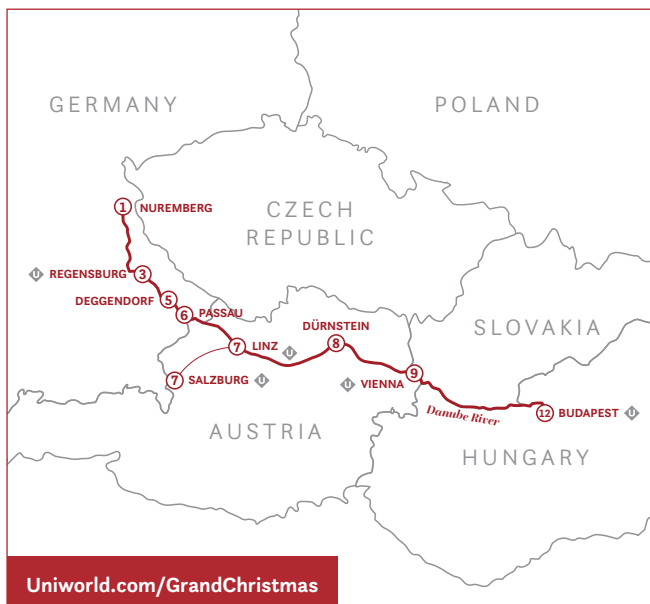 GERMANY
POLAND
1 NUREMBERG
CZECH
REPUBLIC
U REGENSBURG 3
DEGGENDORF 5
6 PASSAU
DÜRNSTEIN
SLOVAKIA
7 LINZ U
8
7 SALZBURG U
U VIENNA 9
Danube River
12 BUDAPEST U
AUSTRIA
HUNGARY
Uniworld.com/GrandChristmas